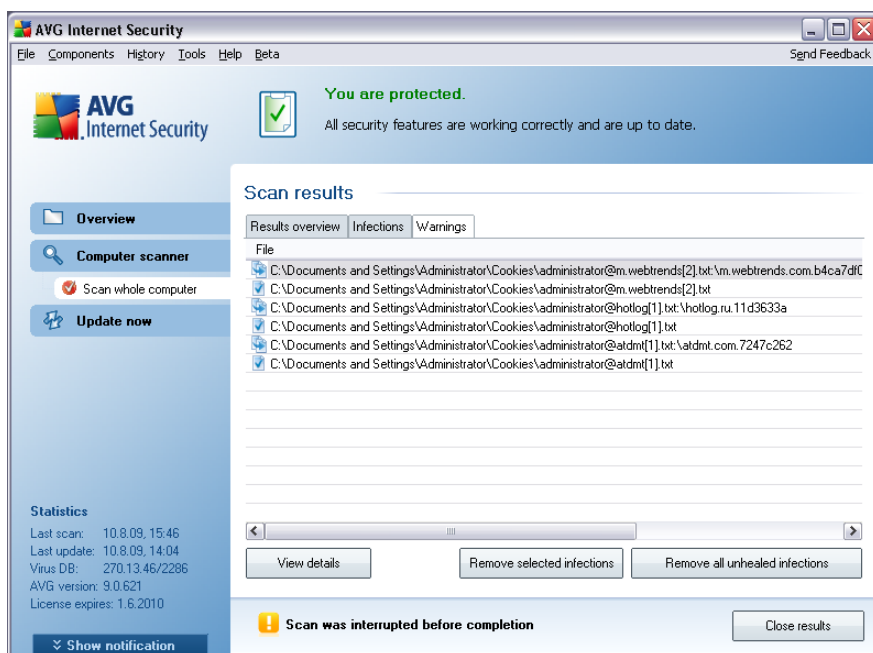 AVG Internet Security
File Components History Tools Help Beta Send Feedback
AVG
Internet Security
You are protected.
All security features are working correctly and are up to date.
Overview
Computer scanner
Scan whole computer
Update now
Scan results
Results overview Infections Warnings
File
C:\Documents and Settings\Administrator\Cookies\administrator@m.webtrends[2].txt:\m.webtrends.com.b4ca7df0
C:\Documents and Settings\Administrator\Cookies\administrator@m.webtrends[2].txt
C:\Documents and Settings\Administrator\Cookies\administrator@hotlog[1].txt:\hotlog.ru.11d3633a
C:\Documents and Settings\Administrator\Cookies\administrator@hotlog[1].txt
C:\Documents and Settings\Administrator\Cookies\administrator@atdmt[1].txt:\atdmt.com.7247c262
C:\Documents and Settings\Administrator\Cookies\administrator@atdmt[1].txt
View details Remove selected infections Remove all unhealed infections
Statistics
Last scan: 10.8.09, 15:46
Last update: 10.8.09, 14:04
Virus DB: 270.13.46/2286
AVG version: 9.0.621
License expires: 1.6.2010
Show notification
Scan was interrupted before completion
Close results